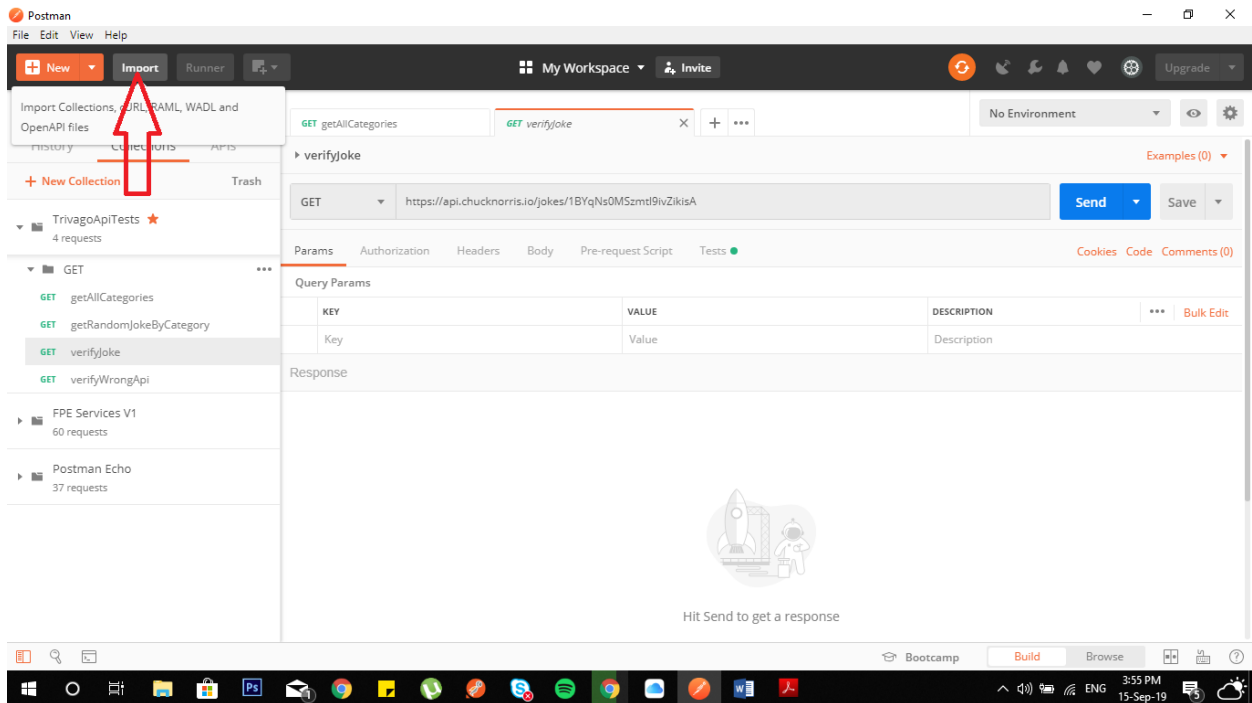 Postman
File Edit View Help
New Import Runner My Workspace Invite Upgrade
Import Collections, cURL, RAML, WADL and
OpenAPI files
History Collections APIs
New Collection Trash
TrivagoApiTests
4 requests
GET
GET getAllCategories
GET getRandomJokeByCategory
GET verifyJoke
GET verifyWrongApi
FPE Services V1
60 requests
Postman Echo
37 requests
GET getAllCategories GET verifyJoke No Environment
verifyJoke Examples (0)
GET https://api.chucknorris.io/jokes/1BYqNs0MSzmtl9ivZikisA Send Save
Params Authorization Headers Body Pre-request Script Tests Cookies Code Comments (0)
Query Params
KEY VALUE DESCRIPTION Bulk Edit
Key Value Description
Response
Hit Send to get a response
Bootcamp Build Browse
Ps ENG 3:55 PM
15-Sep-19 5